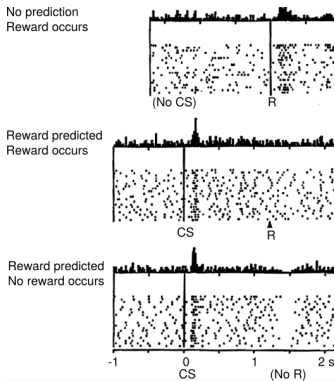 No prediction
Reward occurs
(No CS) R
Reward predicted
Reward occurs
CS R
Reward predicted
No reward occurs
-1 0 1 2 s
CS (No R)